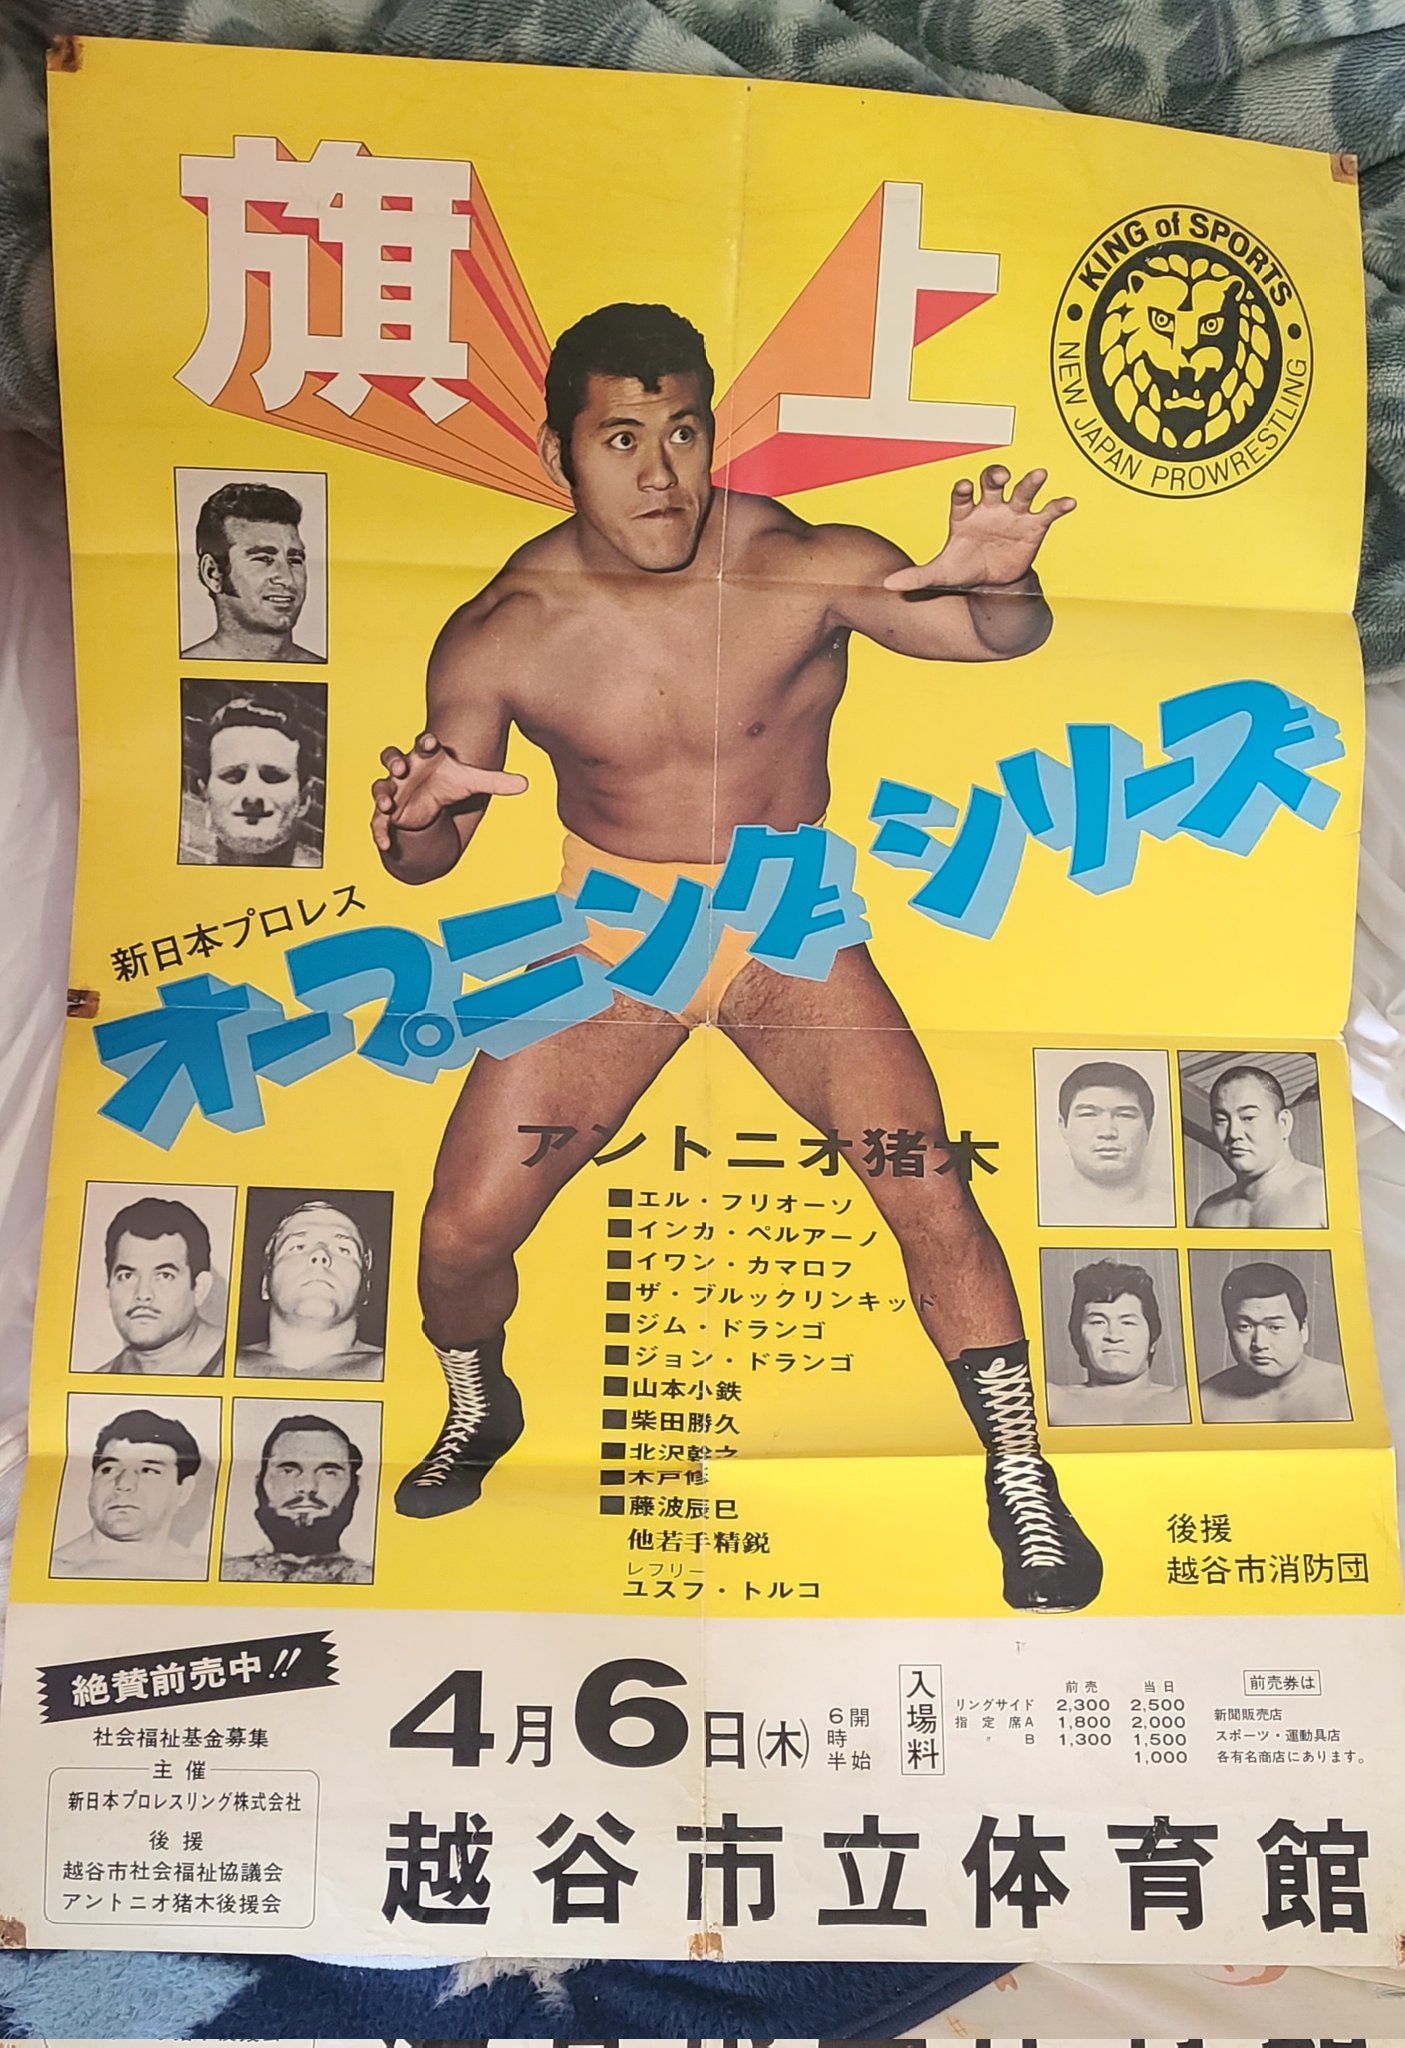 旗上
KING of SPORTS
NEW JAPAN PROWRESTLING
新日本プロレス
オープニングシリーズ
アントニオ猪木
■エル・フリオーソ
■インカ・ペルアーノ
■イワン・カマロフ
■ザ・ブルックリンキッド
■ジム・ドランゴ
■ジョン・ドランゴ
■山本小鉄
■柴田勝久
■北沢幹之
■木戸修
■藤波辰巳
他若手精鋭
レフリー
ユスフ・トルコ
後援
越谷市消防団
絶賛前売中!!
社会福祉基金募集
主催
新日本プロレスリング株式会社
後援
越谷市社会福祉協議会
アントニオ猪木後援会
4月6日(木)
6時半
開始
入場料
前売 当日
リングサイド 2,300 2,500
指定席A 1,800 2,000
〃 B 1,300 1,500
1,000
前売券は
新聞販売店
スポーツ・運動具店
各有名商店にあります。
越谷市立体育館